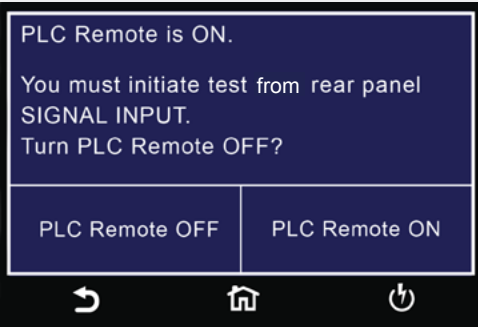 PLC Remote is ON.
You must initiate test from rear panel
SIGNAL INPUT.
Turn PLC Remote OFF?
PLC Remote OFF
PLC Remote ON